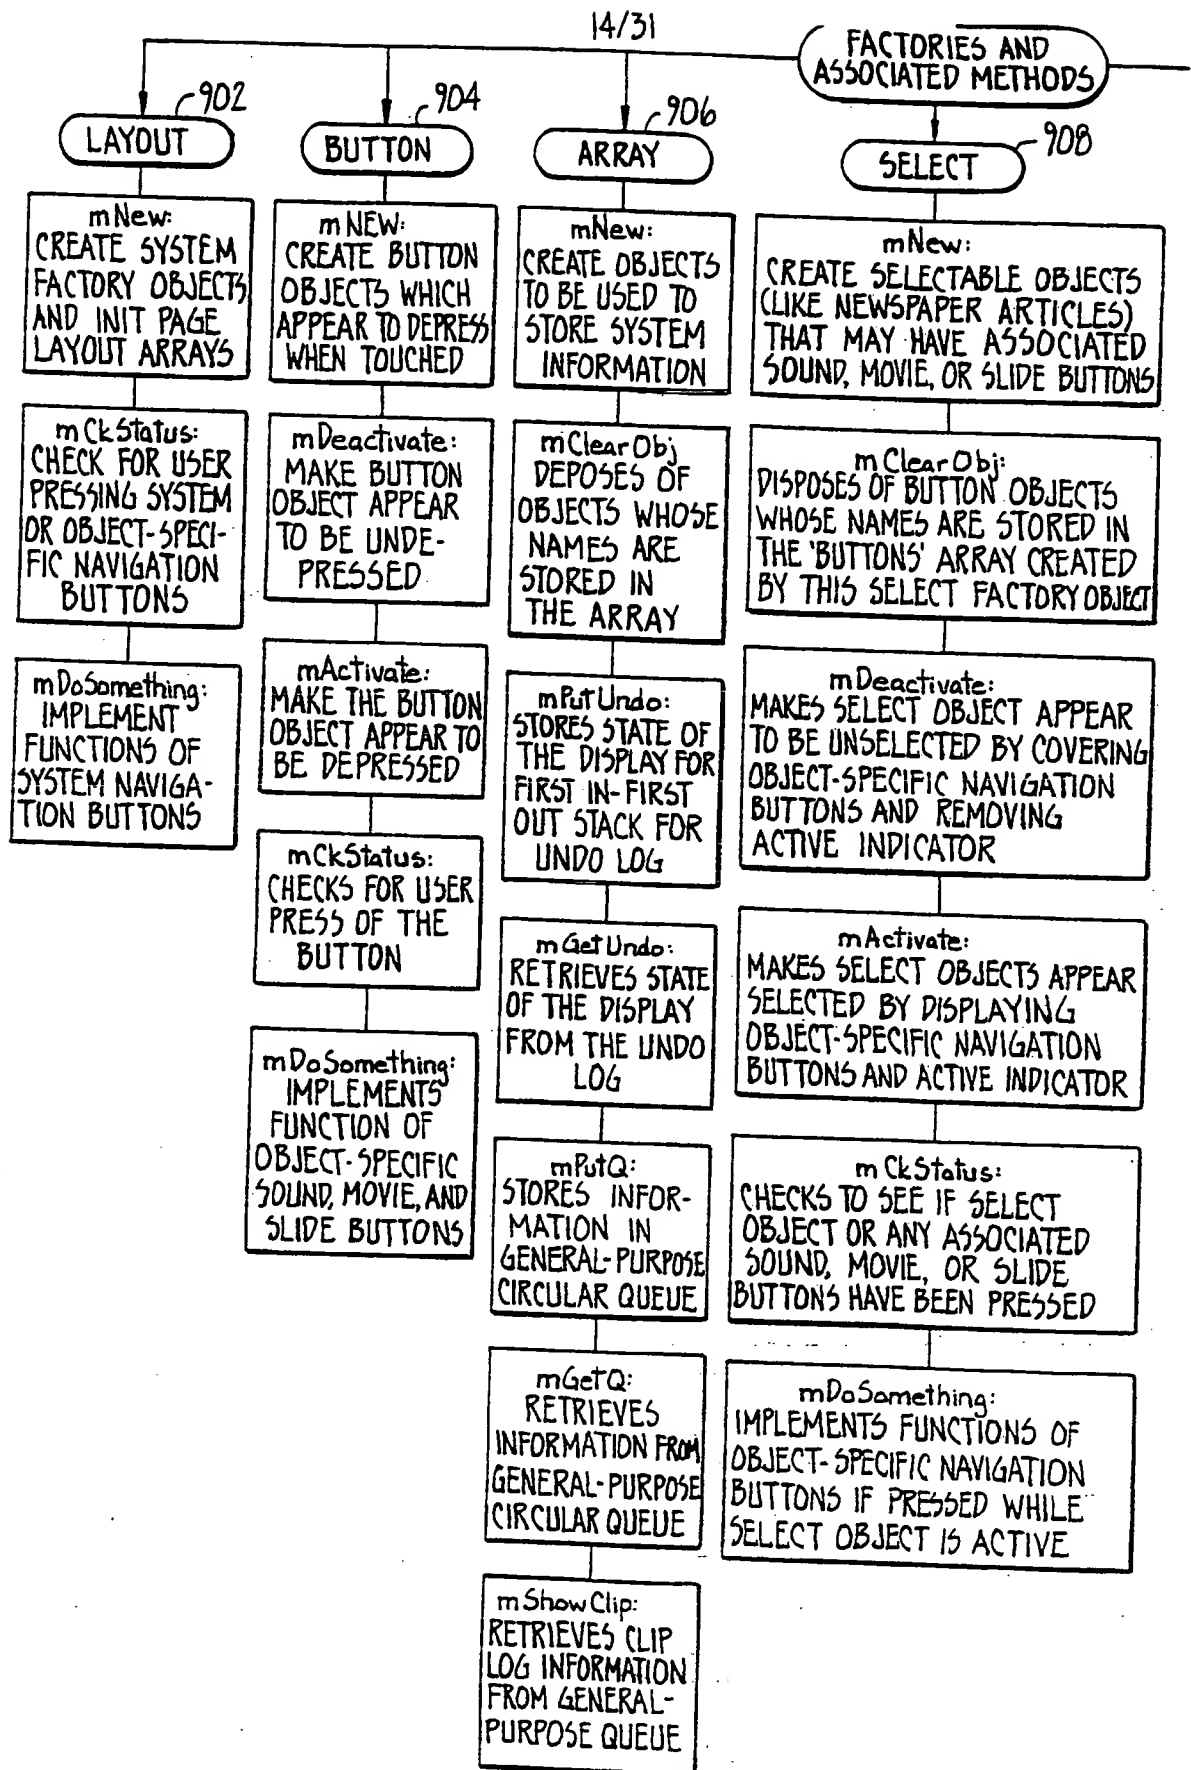 14/31
FACTORIES AND
ASSOCIATED METHODS
902
LAYOUT
mNew:
CREATE SYSTEM
FACTORY OBJECTS
AND INIT PAGE
LAYOUT ARRAYS
mCkStatus:
CHECK FOR USER
PRESSING SYSTEM
OR OBJECT-SPECI-
FIC NAVIGATION
BUTTONS
mDoSomething:
IMPLEMENT
FUNCTIONS OF
SYSTEM NAVIGA-
TION BUTTONS
904
BUTTON
mNEW:
CREATE BUTTON
OBJECTS WHICH
APPEAR TO DEPRESS
WHEN TOUCHED
mDeactivate:
MAKE BUTTON
OBJECT APPEAR
TO BE UNDE-
PRESSED
mActivate:
MAKE THE BUTTON
OBJECT APPEAR TO
BE DEPRESSED
mCkStatus:
CHECKS FOR USER
PRESS OF THE
BUTTON
mDoSomething:
IMPLEMENTS
FUNCTION OF
OBJECT-SPECIFIC
SOUND, MOVIE, AND
SLIDE BUTTONS
906
ARRAY
mNew:
CREATE OBJECTS
TO BE USED TO
STORE SYSTEM
INFORMATION
mClearObj
DEPOSES OF
OBJECTS WHOSE
NAMES ARE
STORED IN
THE ARRAY
mPutUndo:
STORES STATE OF
THE DISPLAY FOR
FIRST IN-FIRST
OUT STACK FOR
UNDO LOG
mGetUndo:
RETRIEVES STATE
OF THE DISPLAY
FROM THE UNDO
LOG
mPutQ:
STORES INFOR-
MATION IN
GENERAL-PURPOSE
CIRCULAR QUEUE
mGetQ:
RETRIEVES
INFORMATION FROM
GENERAL-PURPOSE
CIRCULAR QUEUE
mShowClip:
RETRIEVES CLIP
LOG INFORMATION
FROM GENERAL-
PURPOSE QUEUE
908
SELECT
mNew:
CREATE SELECTABLE OBJECTS
(LIKE NEWSPAPER ARTICLES)
THAT MAY HAVE ASSOCIATED
SOUND, MOVIE, OR SLIDE BUTTONS
mClearObj:
DISPOSES OF BUTTON OBJECTS
WHOSE NAMES ARE STORED IN
THE 'BUTTONS' ARRAY CREATED
BY THIS SELECT FACTORY OBJECT
mDeactivate:
MAKES SELECT OBJECT APPEAR
TO BE UNSELECTED BY COVERING
OBJECT-SPECIFIC NAVIGATION
BUTTONS AND REMOVING
ACTIVE INDICATOR
mActivate:
MAKES SELECT OBJECTS APPEAR
SELECTED BY DISPLAYING
OBJECT-SPECIFIC NAVIGATION
BUTTONS AND ACTIVE INDICATOR
mCkStatus:
CHECKS TO SEE IF SELECT
OBJECT OR ANY ASSOCIATED
SOUND, MOVIE, OR SLIDE
BUTTONS HAVE BEEN PRESSED
mDoSomething:
IMPLEMENTS FUNCTIONS OF
OBJECT-SPECIFIC NAVIGATION
BUTTONS IF PRESSED WHILE
SELECT OBJECT IS ACTIVE